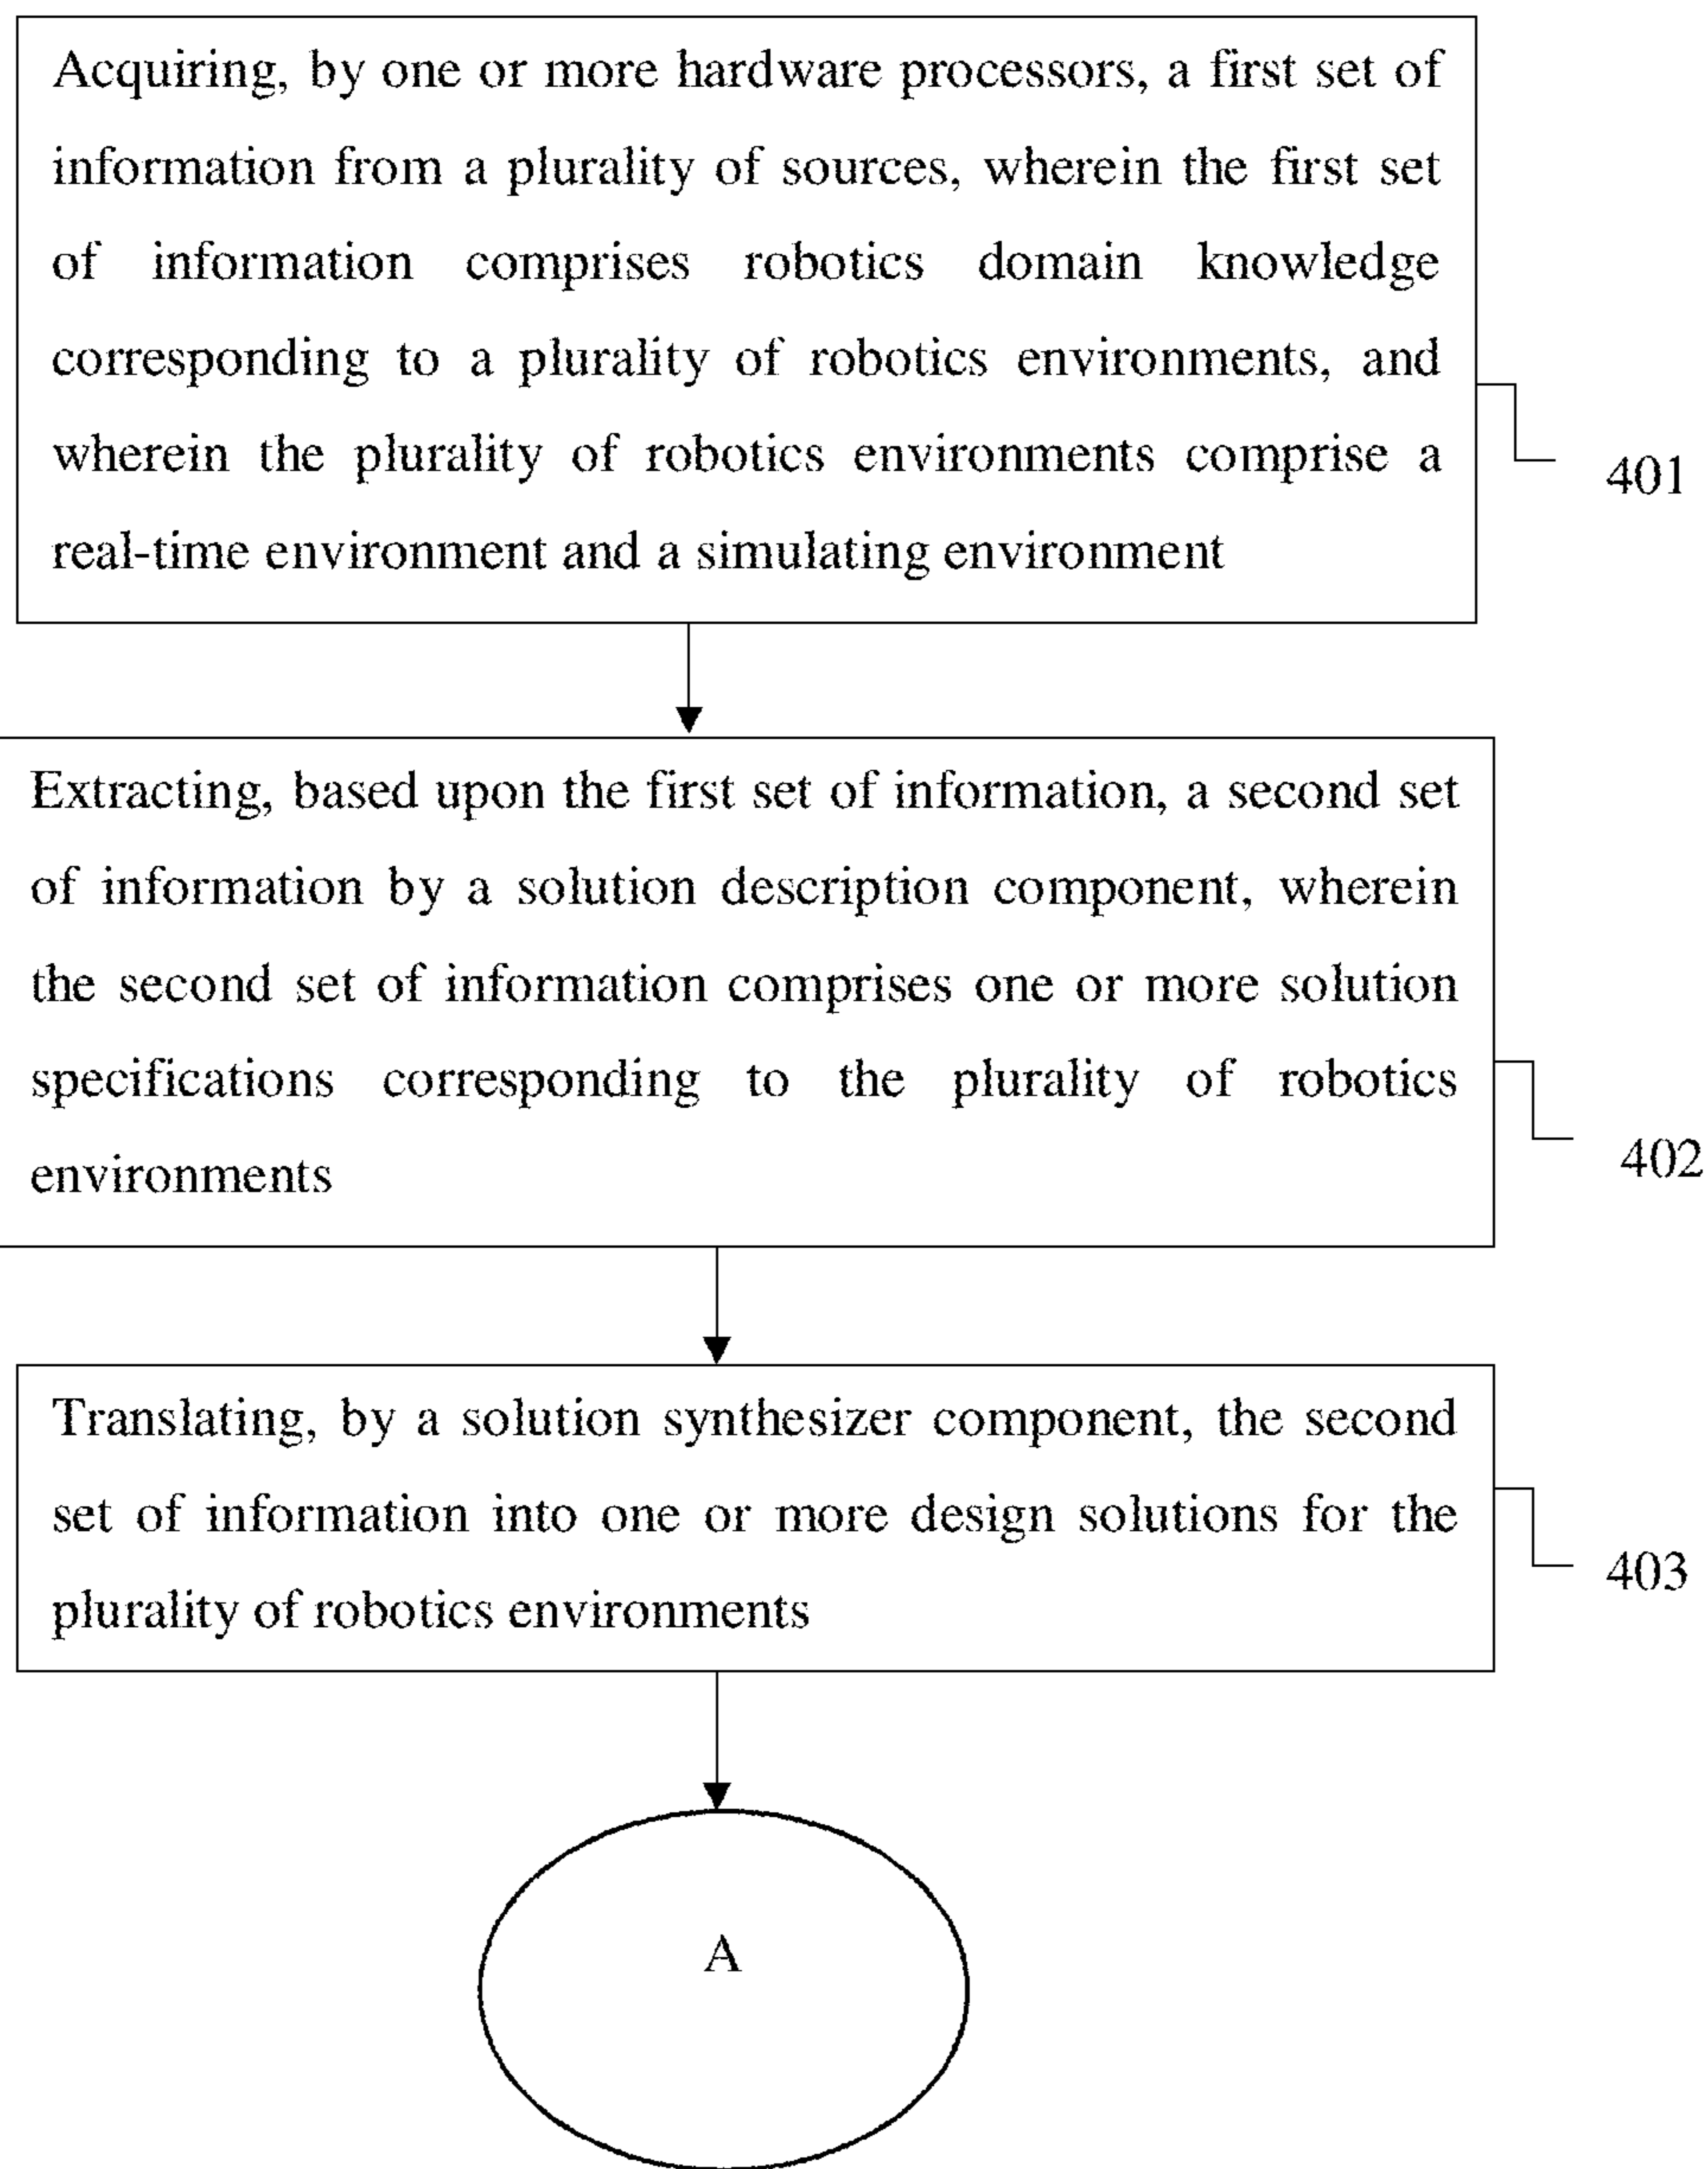 Acquiring, by one or more hardware processors, a first set of
information from a plurality of sources, wherein the first set
of information comprises robotics domain knowledge
corresponding to a plurality of robotics environments, and
wherein the plurality of robotics environments comprise a
real-time environment and a simulating environment
401
Extracting, based upon the first set of information, a second set
of information by a solution description component, wherein
the second set of information comprises one or more solution
specifications corresponding to the plurality of robotics
environments
402
Translating, by a solution synthesizer component, the second
set of information into one or more design solutions for the
plurality of robotics environments
403
A